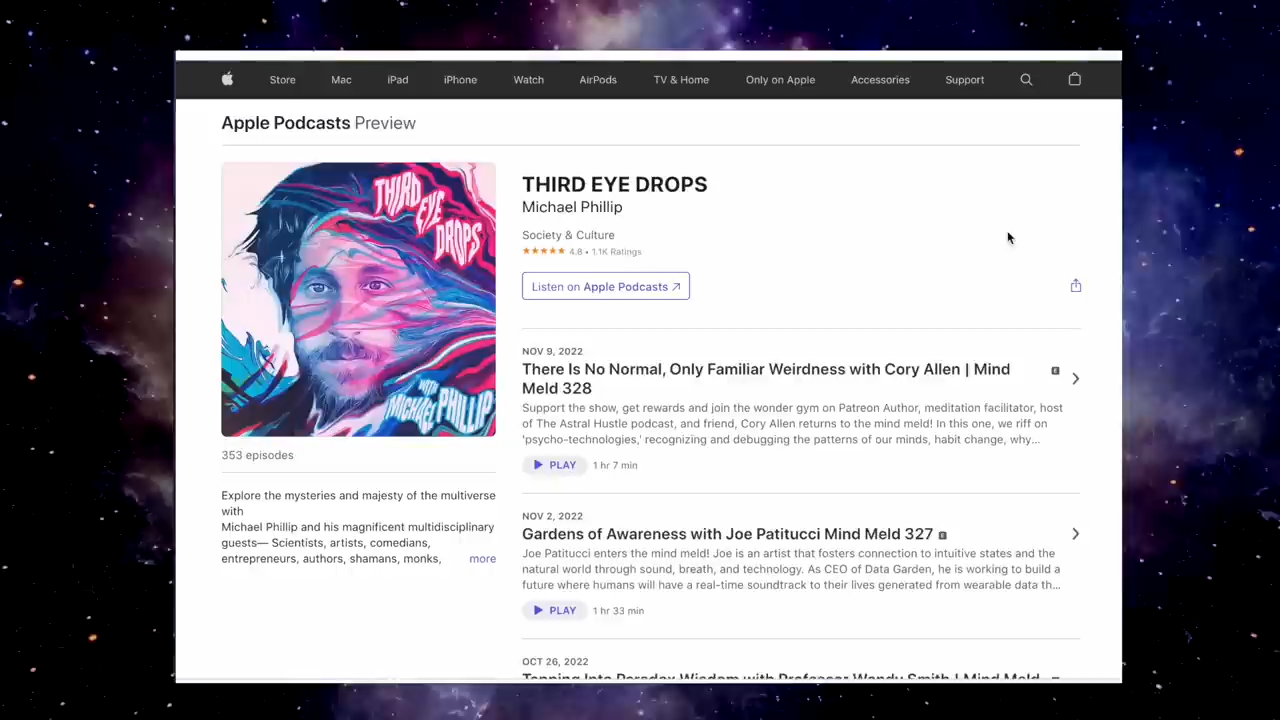 Store Mac iPad iPhone Watch AirPods TV & Home Only on Apple Accessories Support
Apple Podcasts Preview
THIRD EYE DROPS
WITH MICHAEL PHILLIP
353 episodes
Explore the mysteries and majesty of the multiverse
with
Michael Phillip and his magnificent multidisciplinary
guests— Scientists, artists, comedians,
entrepreneurs, authors, shamans, monks, more
THIRD EYE DROPS
Michael Phillip
Society & Culture
4.8 • 1.1K Ratings
Listen on Apple Podcasts ↗
NOV 9, 2022
There Is No Normal, Only Familiar Weirdness with Cory Allen | Mind
Meld 328
Support the show, get rewards and join the wonder gym on Patreon Author, meditation facilitator, host
of The Astral Hustle podcast, and friend, Cory Allen returns to the mind meld! In this one, we riff on
'psycho-technologies,' recognizing and debugging the patterns of our minds, habit change, why...
PLAY 1 hr 7 min
NOV 2, 2022
Gardens of Awareness with Joe Patitucci Mind Meld 327
Joe Patitucci enters the mind meld! Joe is an artist that fosters connection to intuitive states and the
natural world through sound, breath, and technology. As CEO of Data Garden, he is working to build a
future where humans will have a real-time soundtrack to their lives generated from wearable data th...
PLAY 1 hr 33 min
OCT 26, 2022
Tapping Into Paradox Wisdom with Professor Wendy Smith | Mind Meld